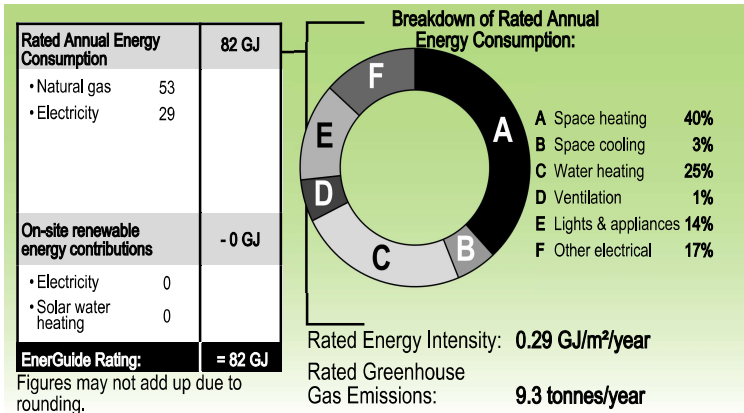 Rated Annual Energy Consumption 82 GJ
• Natural gas 53
• Electricity 29
On-site renewable energy contributions - 0 GJ
• Electricity 0
• Solar water heating 0
EnerGuide Rating: = 82 GJ
Figures may not add up due to
rounding.
Breakdown of Rated Annual
Energy Consumption:
A
B
C
D
E
F
A Space heating 40%
B Space cooling 3%
C Water heating 25%
D Ventilation 1%
E Lights & appliances 14%
F Other electrical 17%
Rated Energy Intensity: 0.29 GJ/m²/year
Rated Greenhouse
Gas Emissions: 9.3 tonnes/year